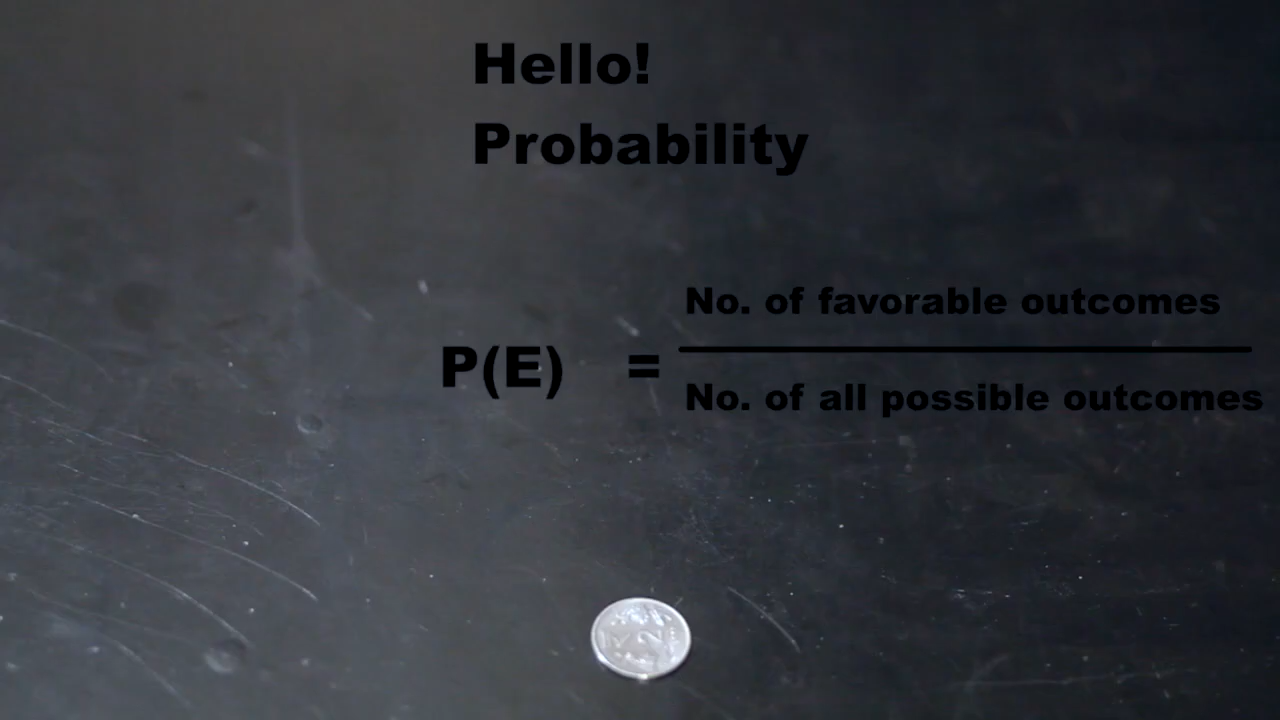 Hello!
Probability
No. of favorable outcomes
P(E) =
No. of all possible outcomes